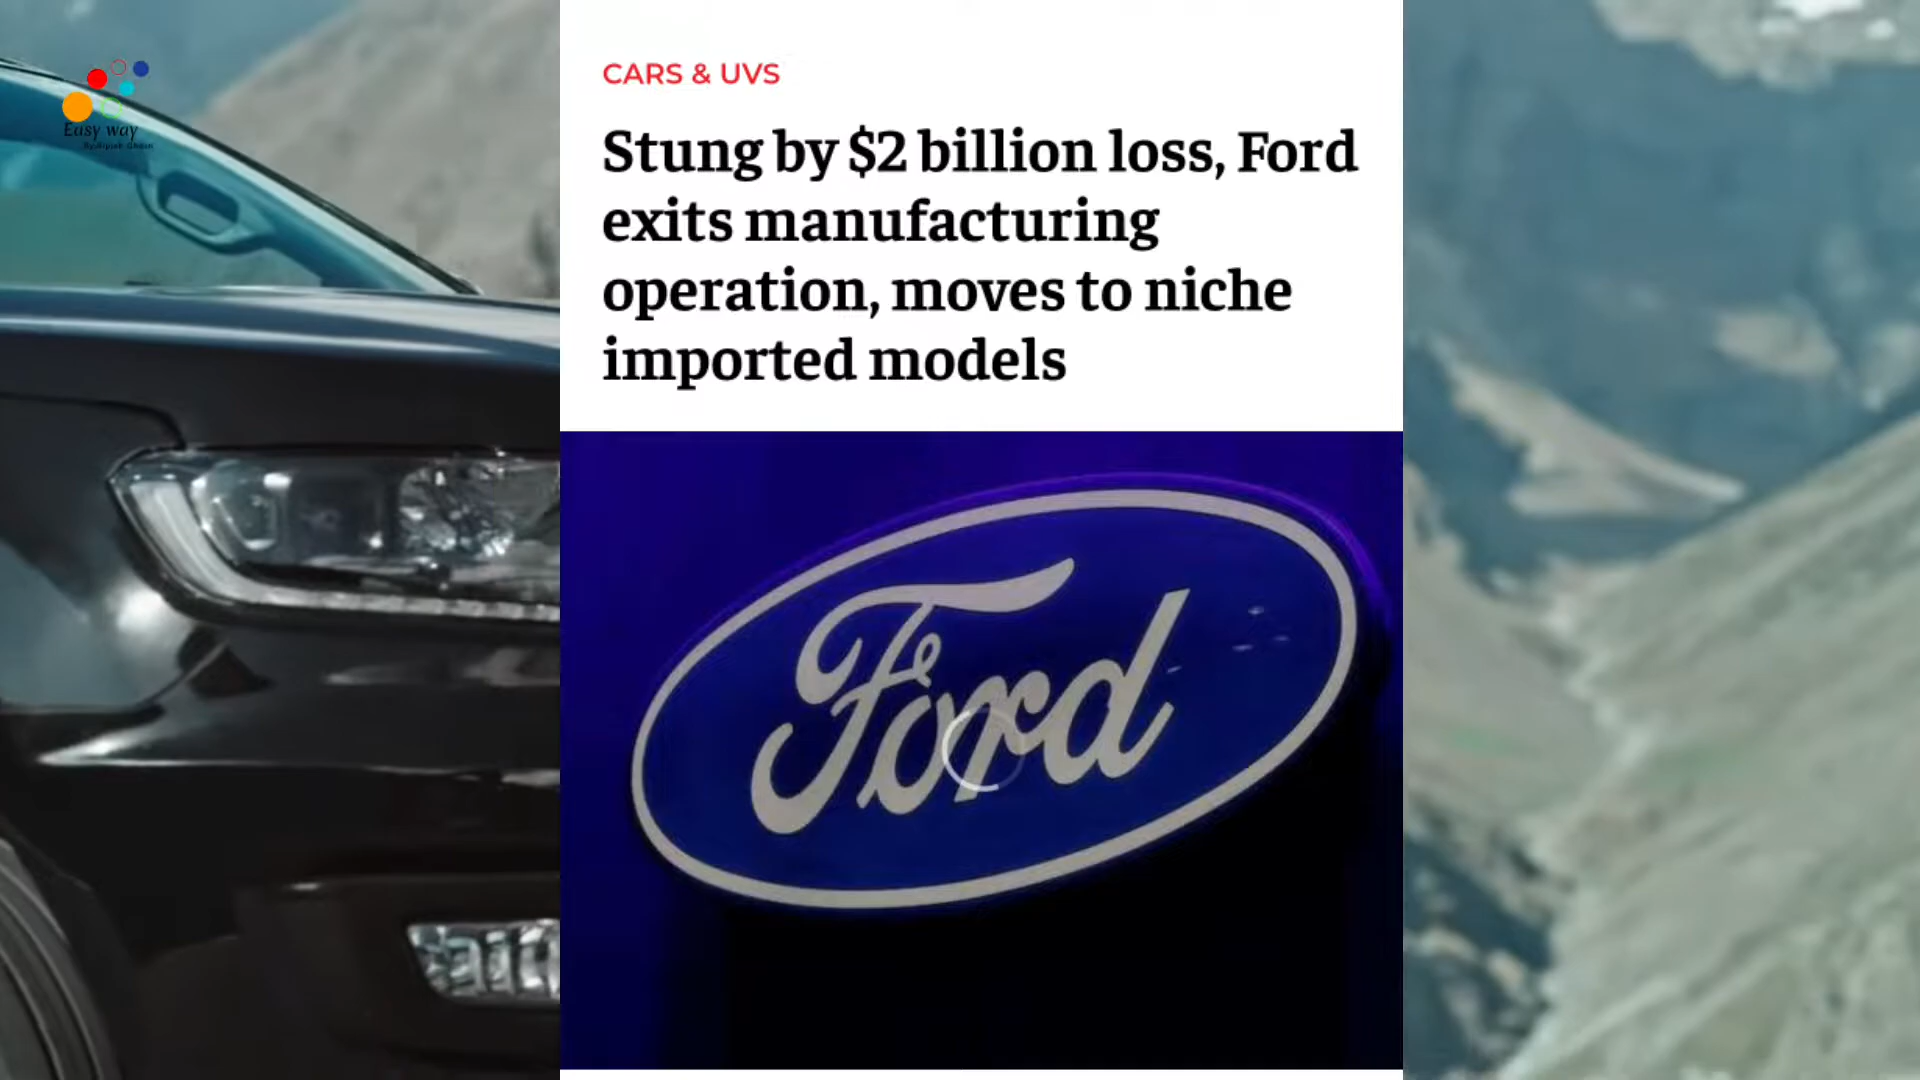 Easy way
CARS & UVS
Stung by $2 billion loss, Ford
exits manufacturing
operation, moves to niche
imported models
Ford